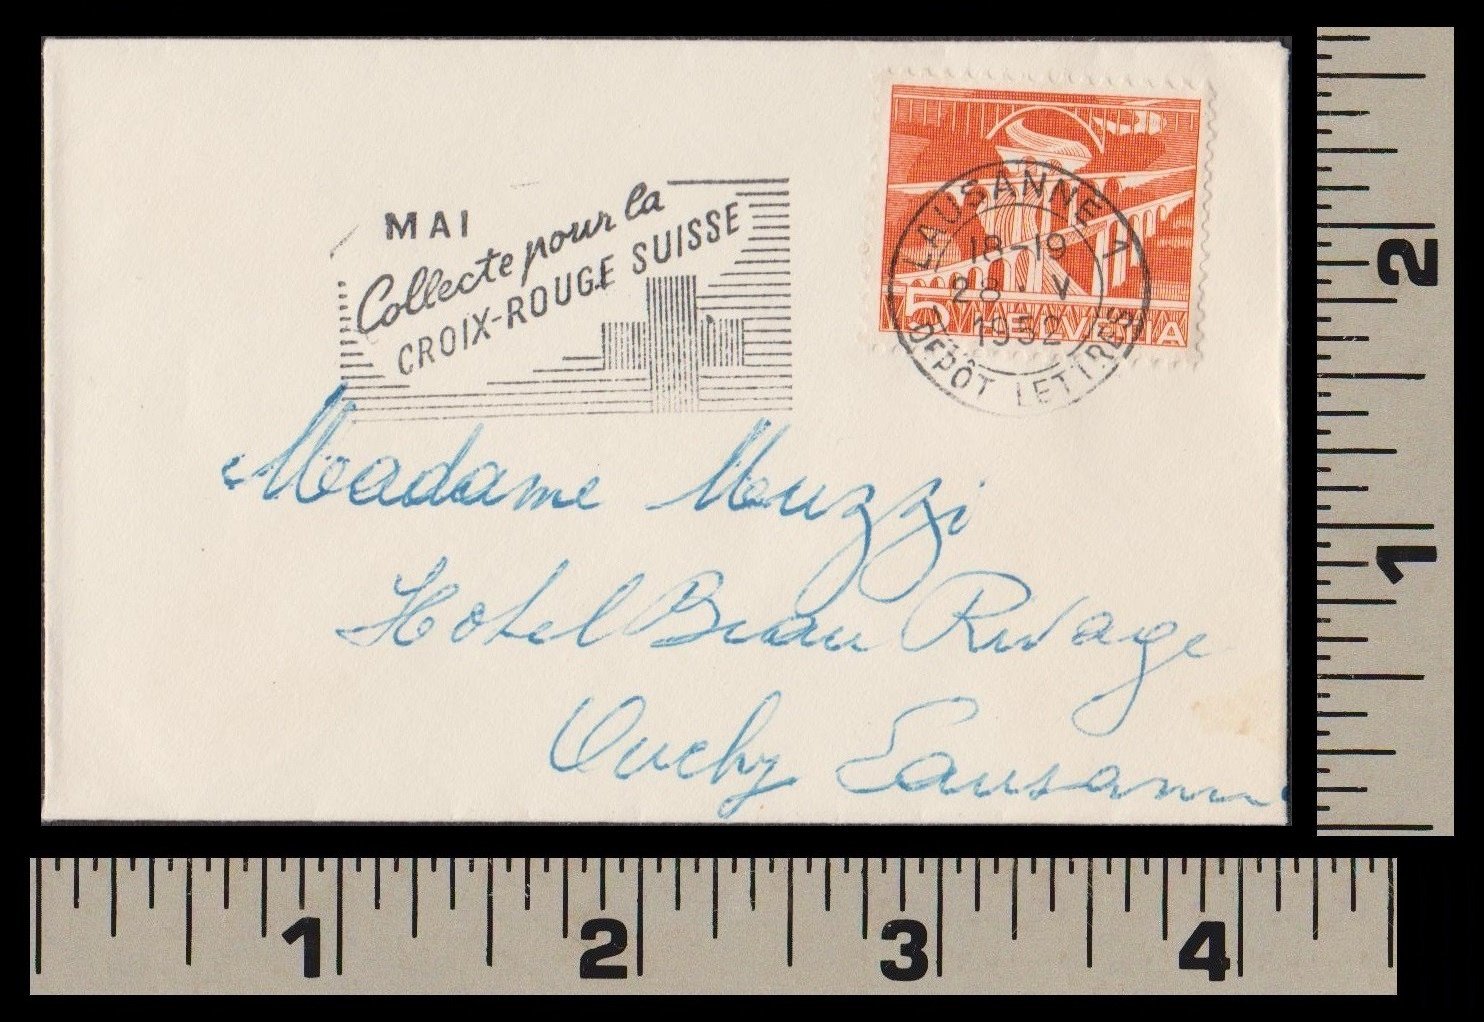 MAI
Collecte pour la
CROIX-ROUGE SUISSE
LAUSANNE 1
18-19
28 V
1952
DÉPÔT LETTRES
5 HELVETIA
Madame Muzzi
Hotel Beau Rivage
Ouchy Lausanne
2
1
1 2 3 4